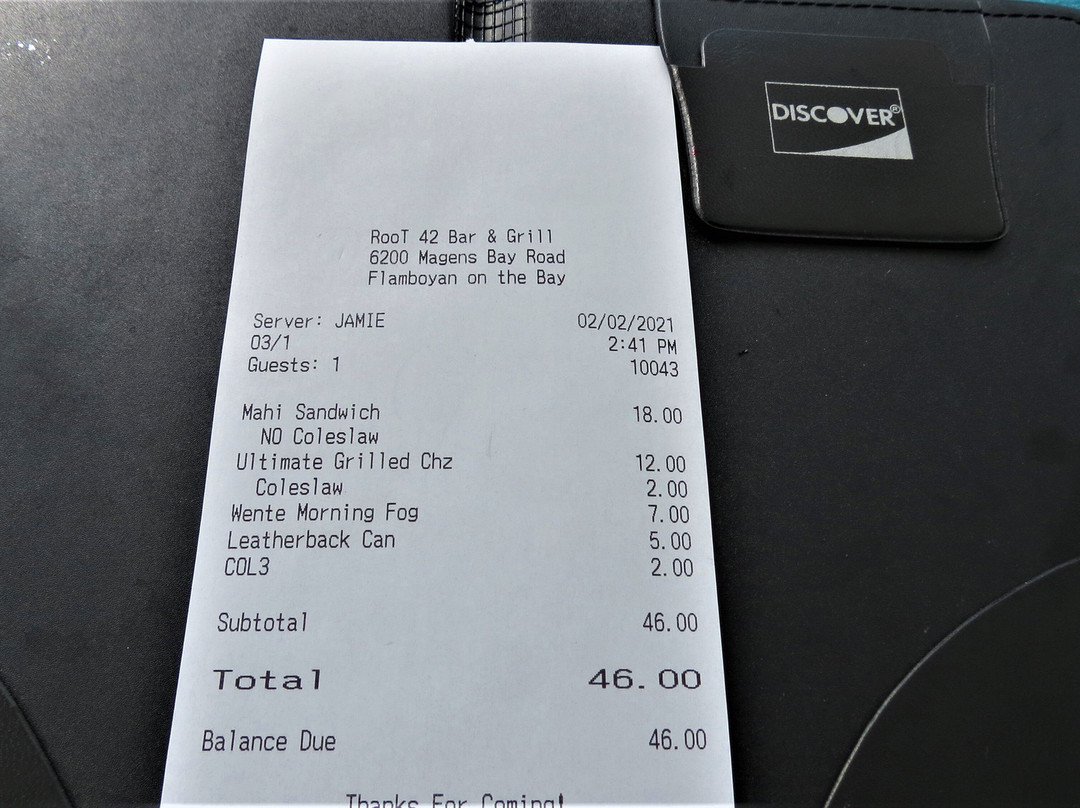 DISCOVER®
RooT 42 Bar & Grill
6200 Magens Bay Road
Flamboyan on the Bay
Server: JAMIE 02/02/2021
03/1 2:41 PM
Guests: 1 10043
Mahi Sandwich 18.00
NO Coleslaw
Ultimate Grilled Chz 12.00
Coleslaw 2.00
Wente Morning Fog 7.00
Leatherback Can 5.00
COL3 2.00
Subtotal 46.00
Total 46.00
Balance Due 46.00
Thanks For Coming!